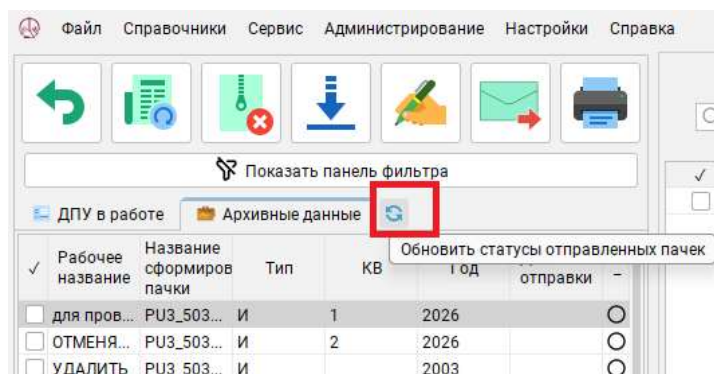 Файл Справочники Сервис Администрирование Настройки Справка
Показать панель фильтра
ДПУ в работе Архивные данные
Обновить статусы отправленных пачек
✓ Рабочее название Название сформиров пачки Тип КВ Год отправки
для пров... PU3_503... И 1 2026
ОТМЕНЯ... PU3_503... И 2 2026
УДАЛИТЬ PU3_503... И 2003